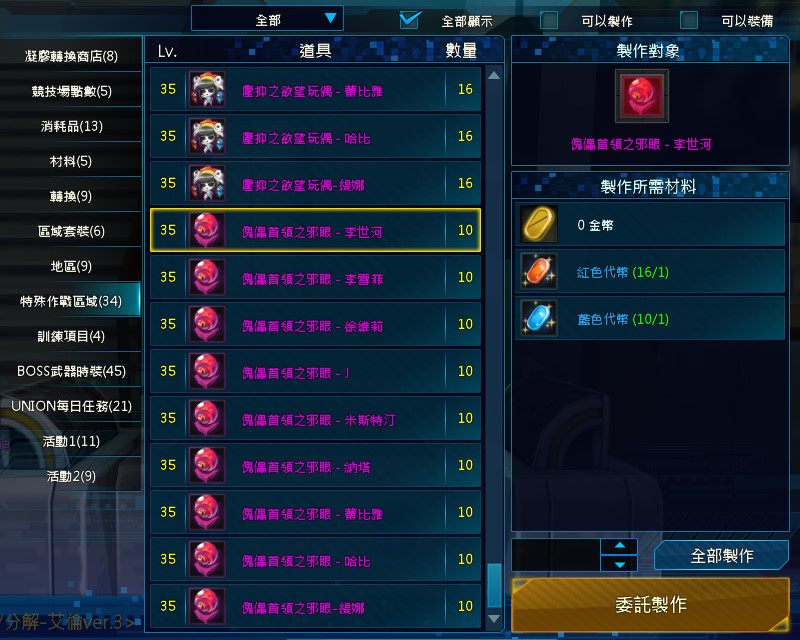 全部
全部顯示
可以製作
可以裝備
凝膠轉換商店(8)
競技場點數(5)
消耗品(13)
材料(5)
轉換(9)
區域套裝(6)
地區(9)
特殊作戰區域(34)
訓練項目(4)
BOSS武器時裝(45)
UNION每日任務(21)
活動1(11)
活動2(9)
/分解-艾倫ver.3>
Lv. 道具 數量
35 壓抑之欲望玩偶 - 蕾比雅 16
35 壓抑之欲望玩偶 - 哈比 16
35 壓抑之欲望玩偶-緹娜 16
35 傀儡首領之邪眼 - 李世河 10
35 傀儡首領之邪眼 - 李雪菲 10
35 傀儡首領之邪眼 - 徐維莉 10
35 傀儡首領之邪眼 - J 10
35 傀儡首領之邪眼 - 米斯特汀 10
35 傀儡首領之邪眼 - 納塔 10
35 傀儡首領之邪眼 - 蕾比雅 10
35 傀儡首領之邪眼 - 哈比 10
35 傀儡首領之邪眼-緹娜 10
製作對象
傀儡首領之邪眼 - 李世河
製作所需材料
0 金幣
紅色代幣 (16/1)
藍色代幣 (10/1)
全部製作
委託製作